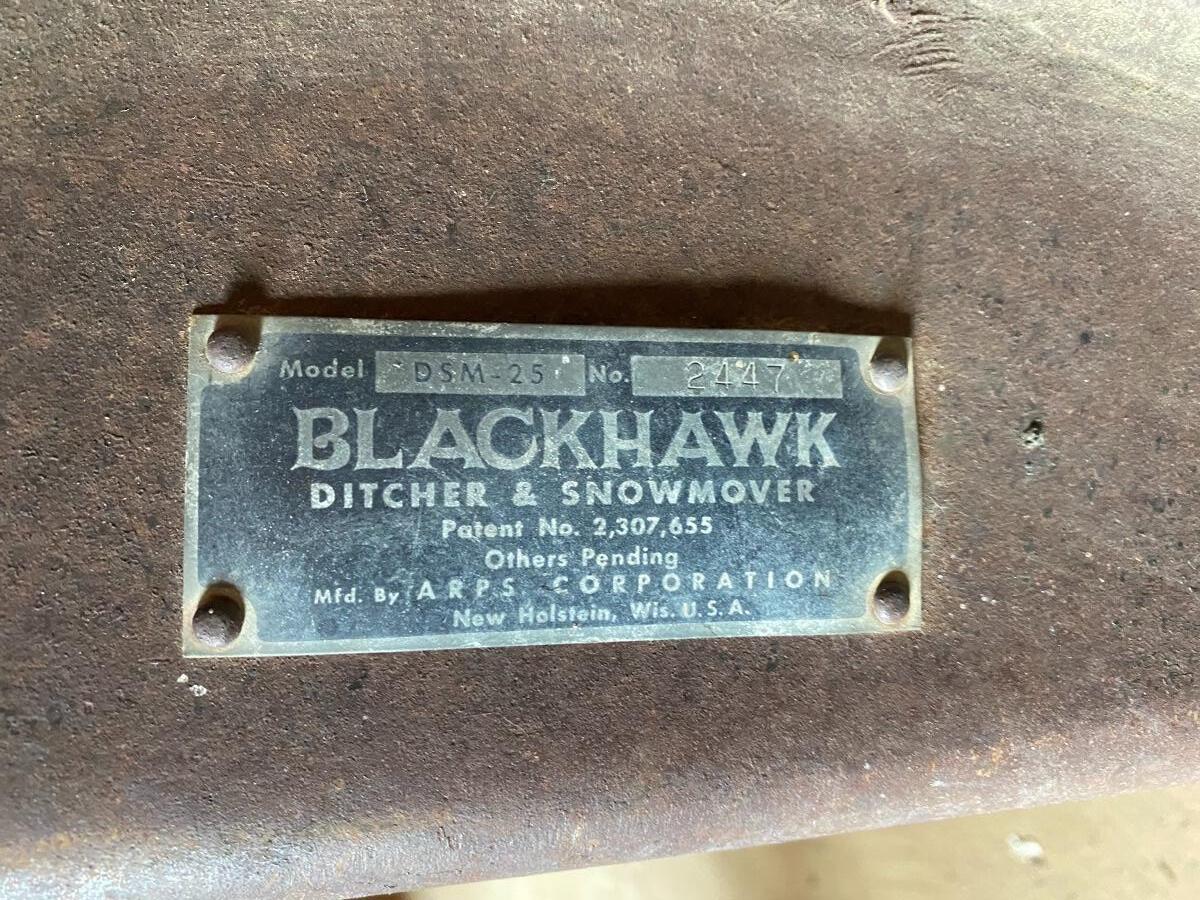 Model DSM-25 No. 2447
BLACKHAWK
DITCHER & SNOWMOVER
Patent No. 2,307,655
Others Pending
Mfd. By ARPS CORPORATION
New Holstein, Wis. U.S.A.